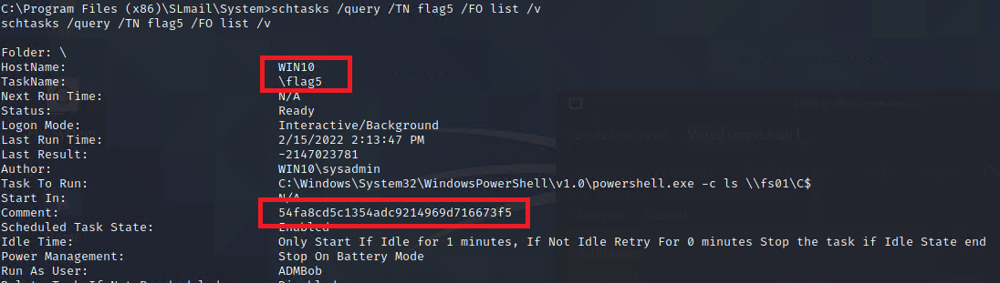 C:\Program Files (x86)\SLmail\System>schtasks /query /TN flag5 /FO list /v
schtasks /query /TN flag5 /FO list /v
Folder: \
HostName: WIN10
TaskName: \flag5
Next Run Time: N/A
Status: Ready
Logon Mode: Interactive/Background
Last Run Time: 2/15/2022 2:13:47 PM
Last Result: -2147023781
Author: WIN10\sysadmin
Task To Run: C:\Windows\System32\WindowsPowerShell\v1.0\powershell.exe -c ls \\fs01\C$
Start In: N/A
Comment: 54fa8cd5c1354adc9214969d716673f5
Scheduled Task State: Enabled
Idle Time: Only Start If Idle for 1 minutes, If Not Idle Retry For 0 minutes Stop the task if Idle State end
Power Management: Stop On Battery Mode
Run As User: ADMBob